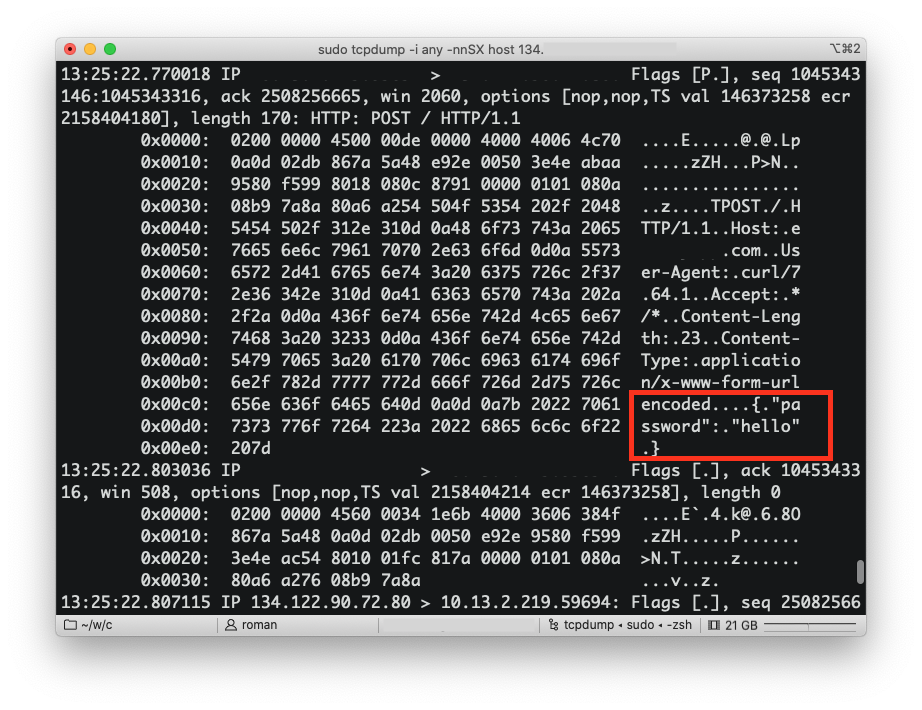 sudo tcpdump -i any -nnSX host 134.
⌥⌘2
13:25:22.770018 IP > Flags [P.], seq 1045343
146:1045343316, ack 2508256665, win 2060, options [nop,nop,TS val 146373258 ecr
2158404180], length 170: HTTP: POST / HTTP/1.1
0x0000: 0200 0000 4500 00de 0000 4000 4006 4c70 ....E.....@.@.Lp
0x0010: 0a0d 02db 867a 5a48 e92e 0050 3e4e abaa .....zZH...P>N..
0x0020: 9580 f599 8018 080c 8791 0000 0101 080a ................
0x0030: 08b9 7a8a 80a6 a254 504f 5354 202f 2048 ..z....TPOST./.H
0x0040: 5454 502f 312e 310d 0a48 6f73 743a 2065 TTP/1.1..Host:.e
0x0050: 7665 6e6c 7961 7070 2e63 6f6d 0d0a 5573 .com..Us
0x0060: 6572 2d41 6765 6e74 3a20 6375 726c 2f37 er-Agent:.curl/7
0x0070: 2e36 342e 310d 0a41 6363 6570 743a 202a .64.1..Accept:.*
0x0080: 2f2a 0d0a 436f 6e74 656e 742d 4c65 6e67 /*..Content-Leng
0x0090: 7468 3a20 3233 0d0a 436f 6e74 656e 742d th:.23..Content-
0x00a0: 5479 7065 3a20 6170 706c 6963 6174 696f Type:.applicatio
0x00b0: 6e2f 782d 7777 772d 666f 726d 2d75 726c n/x-www-form-url
0x00c0: 656e 636f 6465 640d 0a0d 0a7b 2022 7061 encoded....{."pa
0x00d0: 7373 776f 7264 223a 2022 6865 6c6c 6f22 ssword":."hello"
0x00e0: 207d .}
13:25:22.803036 IP > Flags [.], ack 10453433
16, win 508, options [nop,nop,TS val 2158404214 ecr 146373258], length 0
0x0000: 0200 0000 4560 0034 1e6b 4000 3606 384f ....E`.4.k@.6.8O
0x0010: 867a 5a48 0a0d 02db 0050 e92e 9580 f599 .zZH.....P......
0x0020: 3e4e ac54 8010 01fc 817a 0000 0101 080a >N.T.....z......
0x0030: 80a6 a276 08b9 7a8a ...v..z.
13:25:22.807115 IP 134.122.90.72.80 > 10.13.2.219.59694: Flags [.], seq 25082566
~/w/c
roman
tcpdump ◂ sudo ◂ -zsh
21 GB